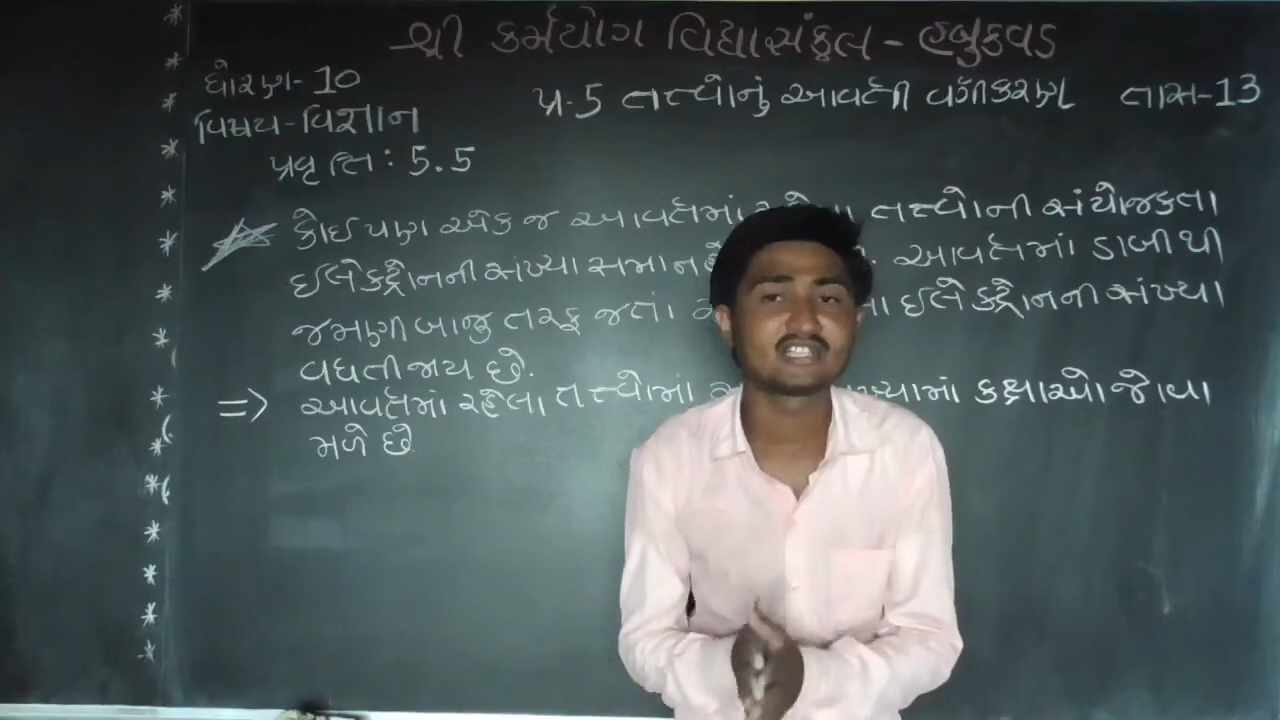 શ્રી કર્મયોગ વિદ્યાસંકુલ - હબુકવડ
ધોરણ-10
પ્ર.5 તત્ત્વોનું આવર્તી વર્ગીકરણ તાસ-13
વિષય-વિજ્ઞાન
પ્રવૃત્તિ : 5.5
કોઈ પણ એક જ આવર્તમાં તત્ત્વોની સંયોજકતા
ઇલેક્ટ્રોનની સંખ્યા સમાન આવર્તમાં ડાબી થી
જમણી બાજુ તરફ જતાં ઇલેક્ટ્રોનની સંખ્યા
વધતી જાય છે.
=> આવર્તમાં રહેલા તત્ત્વોમાં કક્ષાઓ જોવા
મળે છે